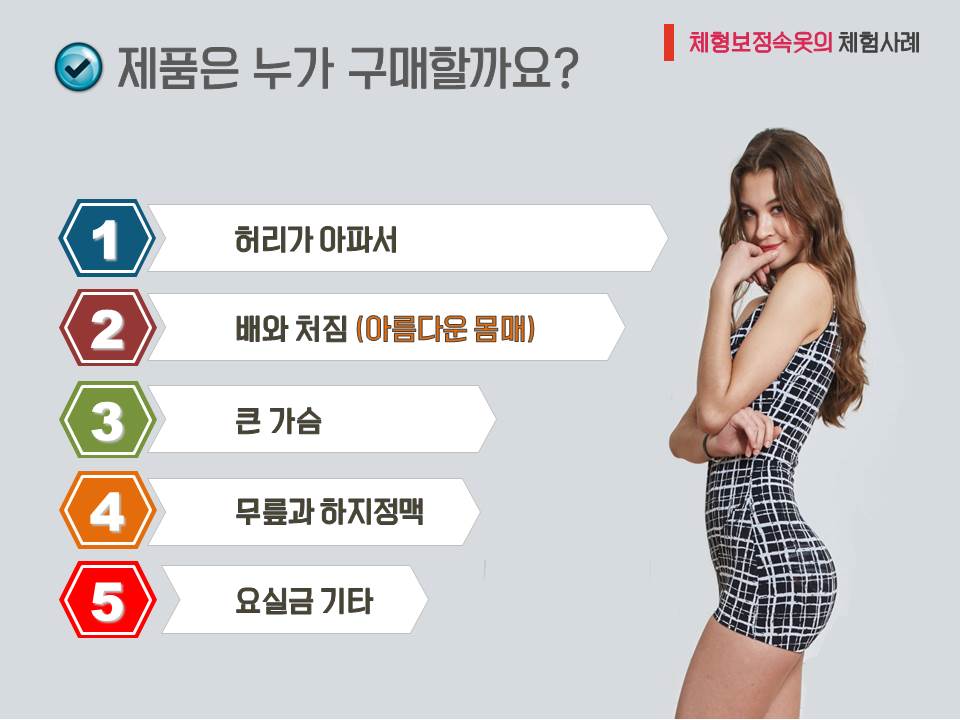 체형보정속옷의 체험사례
제품은 누가 구매할까요?
1 허리가 아파서
2 배와 처짐 (아름다운 몸매)
3 큰 가슴
4 무릎과 하지정맥
5 요실금 기타